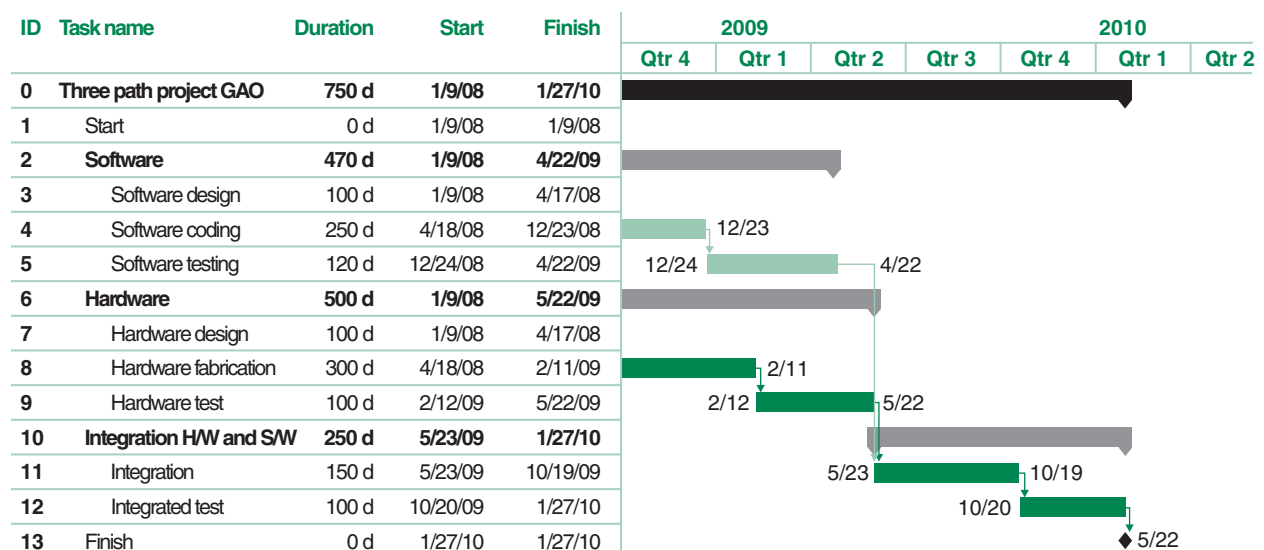 ID Task name Duration Start Finish 2009 2010
Qtr 4 Qtr 1 Qtr 2 Qtr 3 Qtr 4 Qtr 1 Qtr 2
0 Three path project GAO 750 d 1/9/08 1/27/10
1 Start 0 d 1/9/08 1/9/08
2 Software 470 d 1/9/08 4/22/09
3 Software design 100 d 1/9/08 4/17/08
4 Software coding 250 d 4/18/08 12/23/08 12/23
5 Software testing 120 d 12/24/08 4/22/09 12/24 4/22
6 Hardware 500 d 1/9/08 5/22/09
7 Hardware design 100 d 1/9/08 4/17/08
8 Hardware fabrication 300 d 4/18/08 2/11/09 2/11
9 Hardware test 100 d 2/12/09 5/22/09 2/12 5/22
10 Integration H/W and S/W 250 d 5/23/09 1/27/10
11 Integration 150 d 5/23/09 10/19/09 5/23 10/19
12 Integrated test 100 d 10/20/09 1/27/10 10/20
13 Finish 0 d 1/27/10 1/27/10 5/22